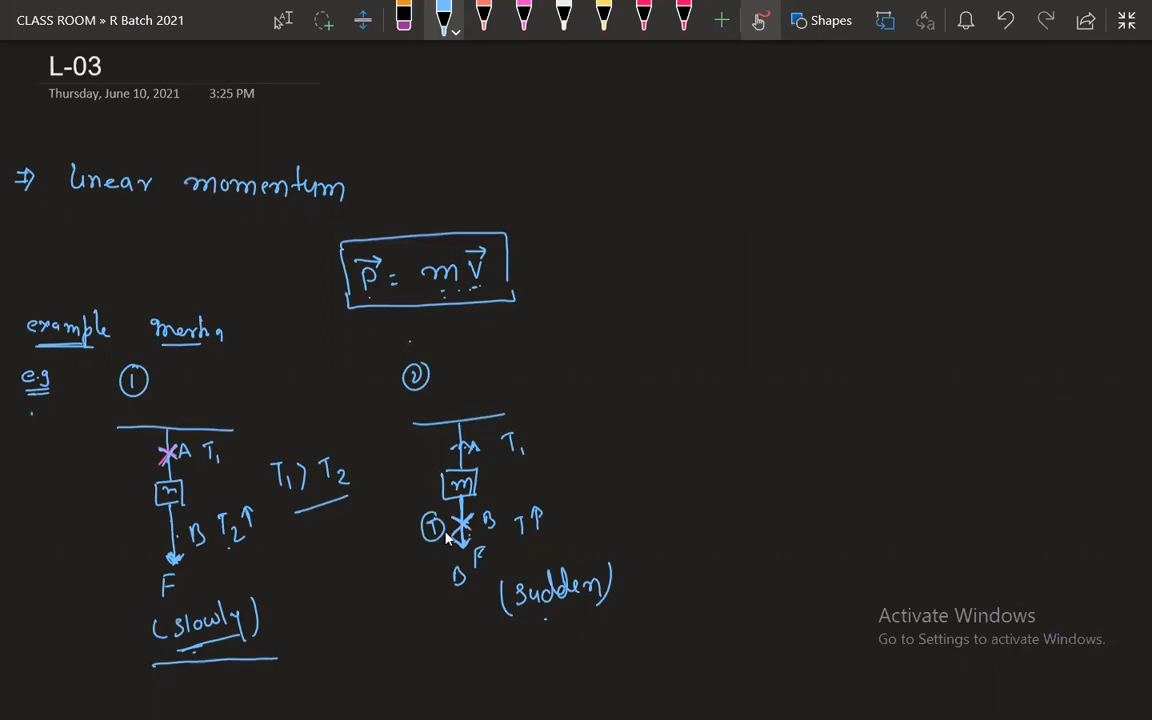 CLASS ROOM » R Batch 2021
Shapes
L-03
Thursday, June 10, 2021 3:25 PM
⇒ linear momentum
P⃗ = m V⃗
example
e.g ① ②
A T₁
T₁ > T₂
A T₁
m
m
B T₂ ↑
T B T ↑
F
F
B
(slowly)
(sudden)
Activate Windows
Go to Settings to activate Windows.